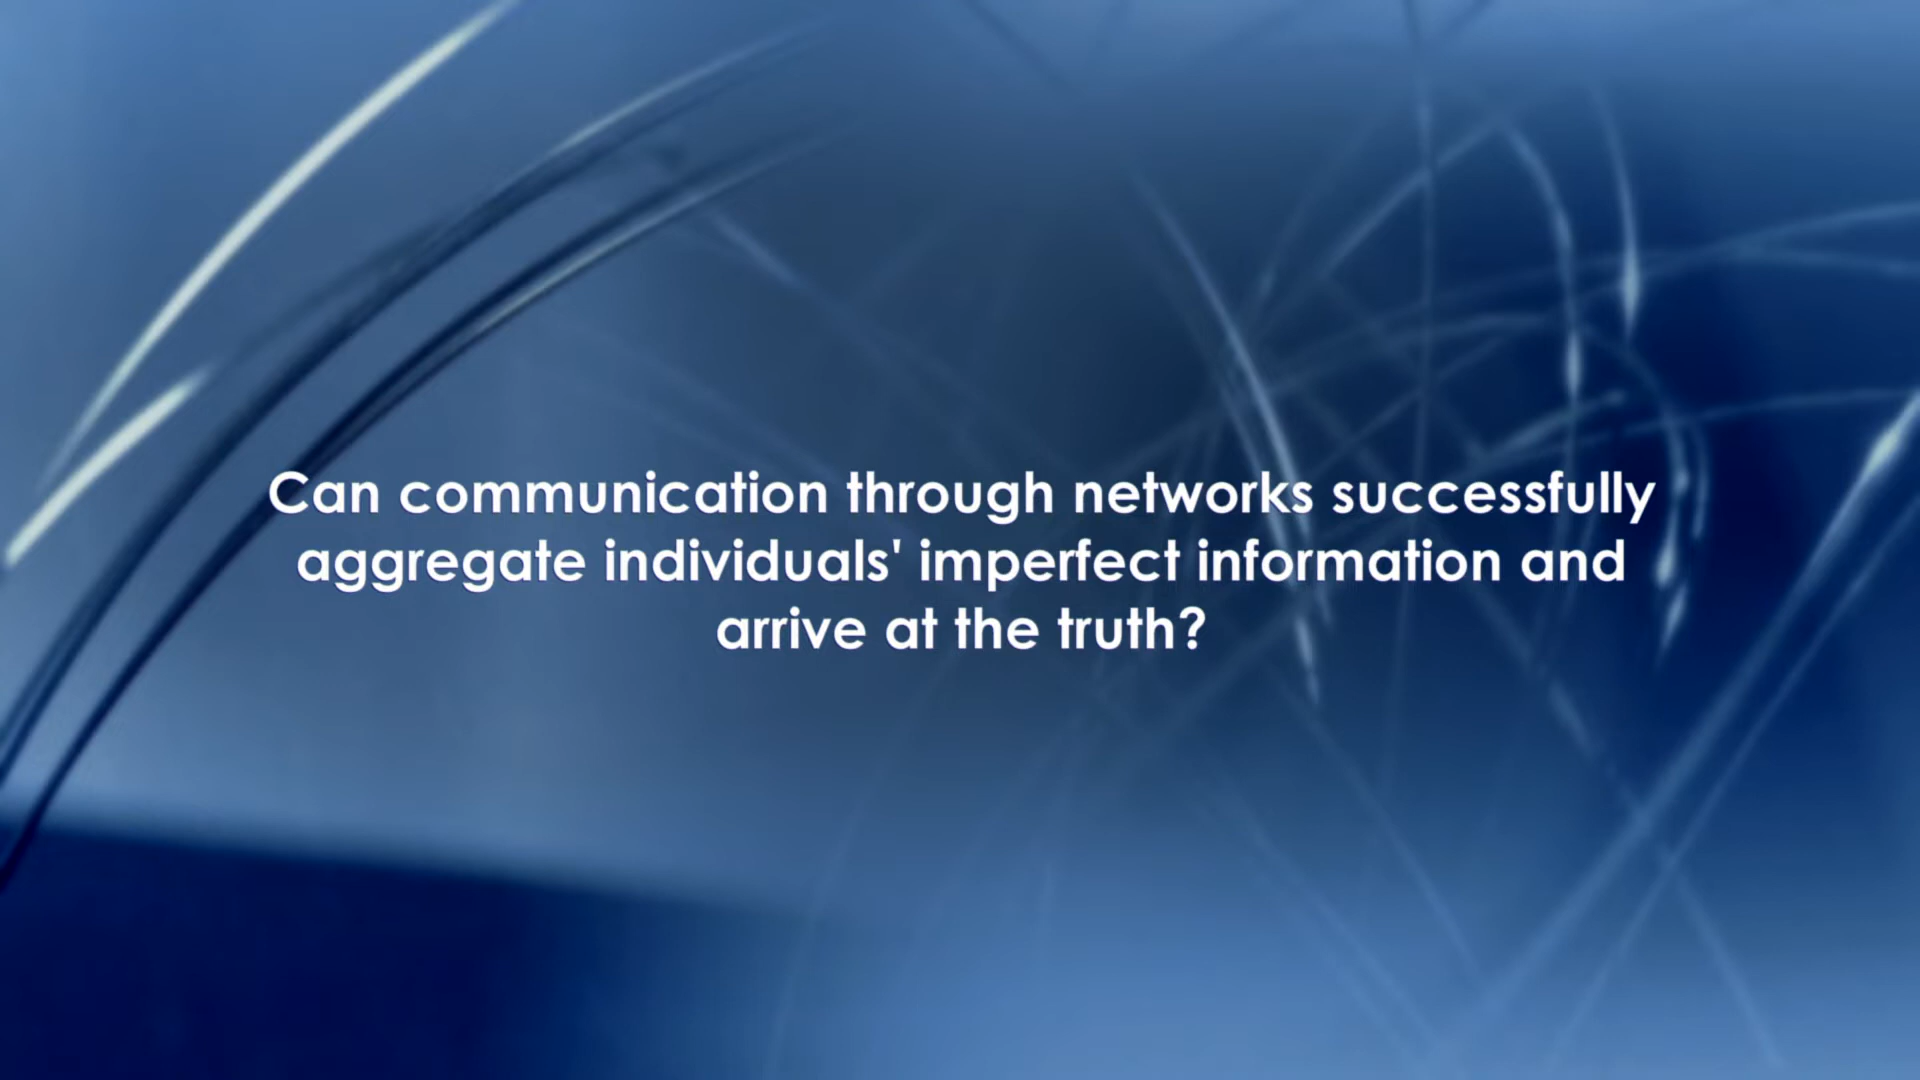 Can communication through networks successfully
aggregate individuals' imperfect information and
arrive at the truth?